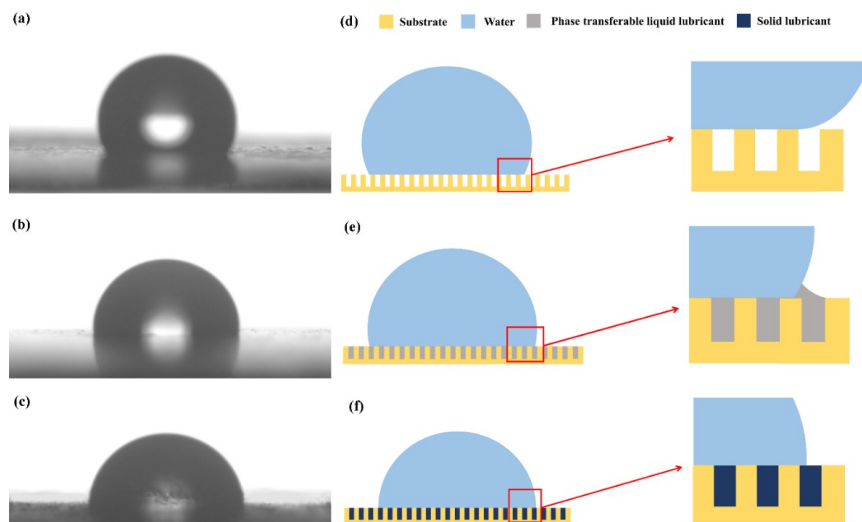 (a)
(d)
Substrate
Water
Phase transferable liquid lubricant
Solid lubricant
(b)
(e)
(c)
(f)